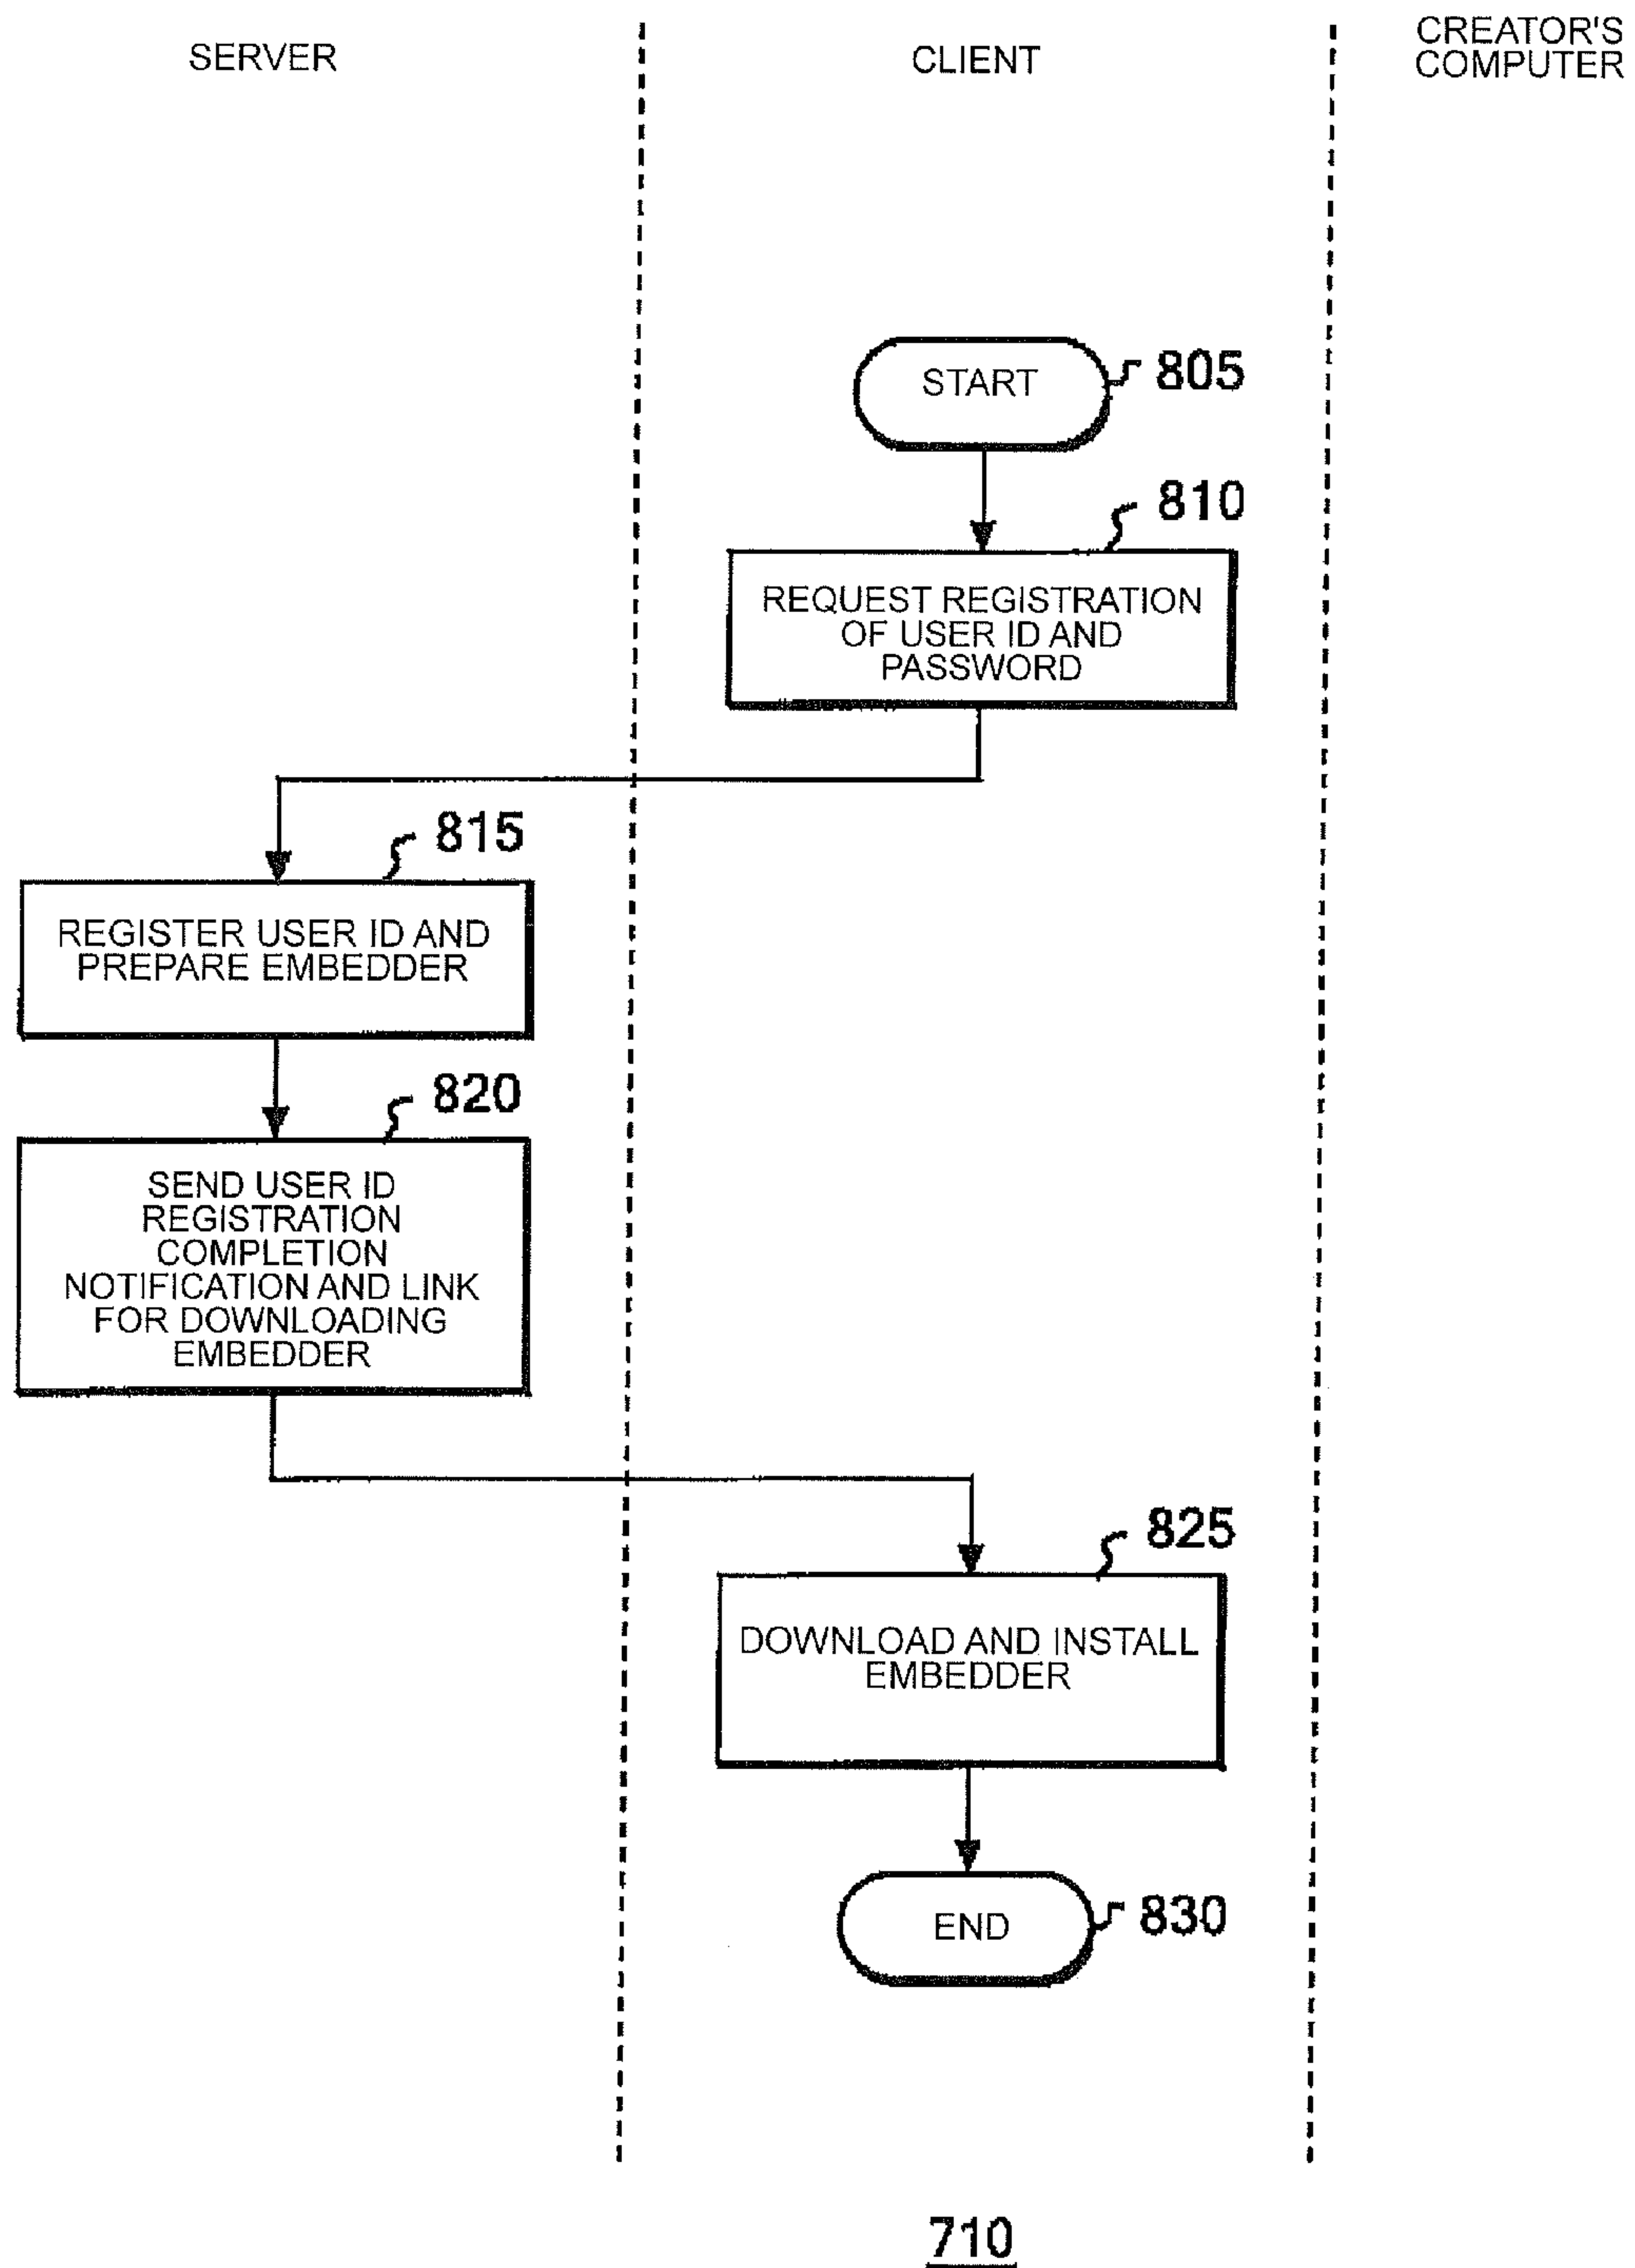 SERVER
CLIENT
CREATOR'S
COMPUTER
START
805
810
REQUEST REGISTRATION
OF USER ID AND
PASSWORD
815
REGISTER USER ID AND
PREPARE EMBEDDER
820
SEND USER ID
REGISTRATION
COMPLETION
NOTIFICATION AND LINK
FOR DOWNLOADING
EMBEDDER
825
DOWNLOAD AND INSTALL
EMBEDDER
END
830
710